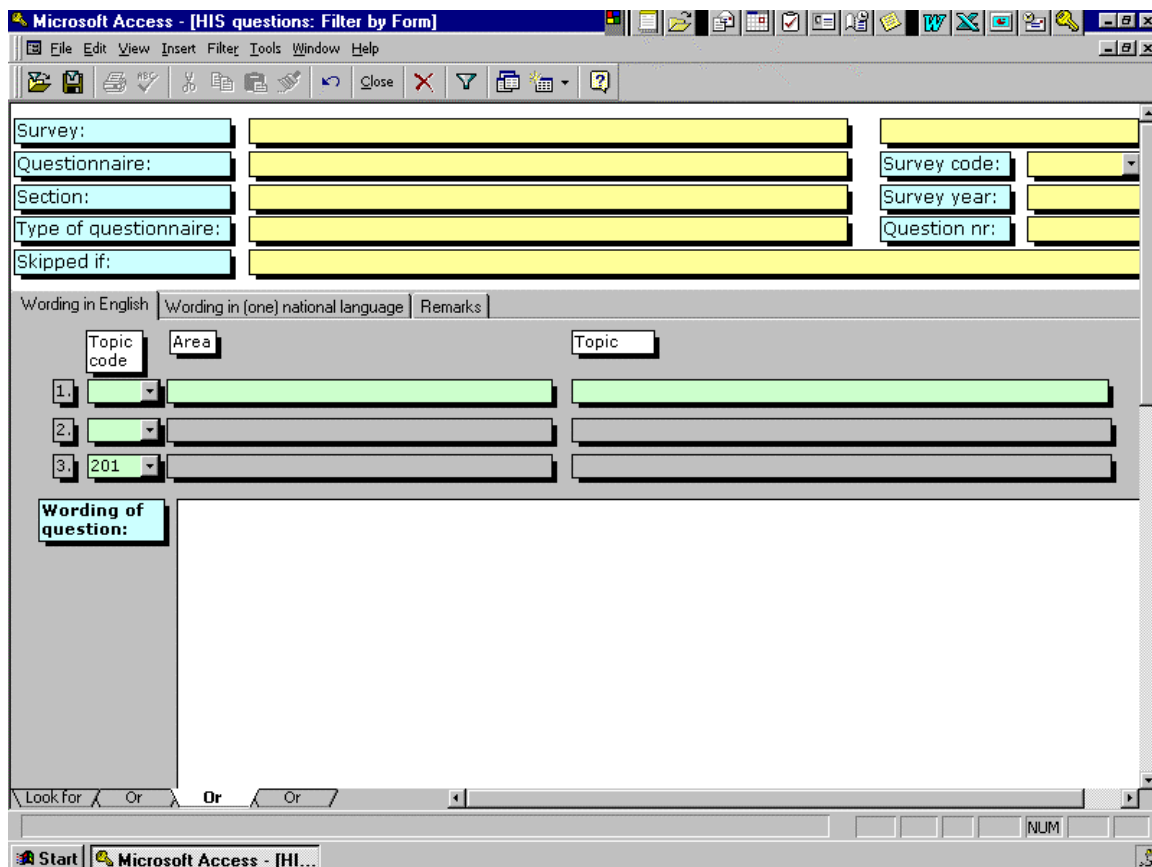 Microsoft Access - [HIS questions: Filter by Form]
File Edit View Insert Filter Tools Window Help
ABC Close
Survey:
Questionnaire: Survey code:
Section: Survey year:
Type of questionnaire: Question nr:
Skipped if:
Wording in English Wording in (one) national language Remarks
Topic code Area Topic
1.
2.
3. 201
Wording of
question:
Look for Or Or Or
NUM
Start Microsoft Access - [HI...